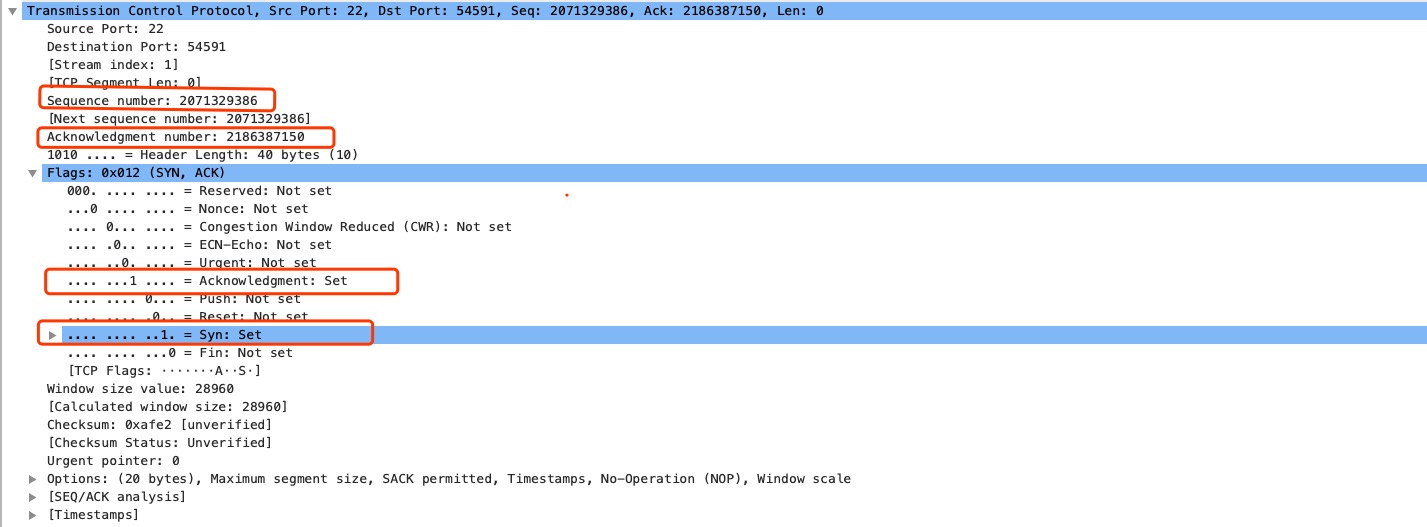 Transmission Control Protocol, Src Port: 22, Dst Port: 54591, Seq: 2071329386, Ack: 2186387150, Len: 0
Source Port: 22
Destination Port: 54591
[Stream index: 1]
[TCP Segment Len: 0]
Sequence number: 2071329386
[Next sequence number: 2071329386]
Acknowledgment number: 2186387150
1010 .... = Header Length: 40 bytes (10)
Flags: 0x012 (SYN, ACK)
000. .... .... = Reserved: Not set
...0 .... .... = Nonce: Not set
.... 0... .... = Congestion Window Reduced (CWR): Not set
.... .0.. .... = ECN-Echo: Not set
.... ..0. .... = Urgent: Not set
.... ...1 .... = Acknowledgment: Set
.... .... 0... = Push: Not set
.... .... .0.. = Reset: Not set
.... .... ..1. = Syn: Set
.... .... ...0 = Fin: Not set
[TCP Flags: ·······A··S·]
Window size value: 28960
[Calculated window size: 28960]
Checksum: 0xafe2 [unverified]
[Checksum Status: Unverified]
Urgent pointer: 0
Options: (20 bytes), Maximum segment size, SACK permitted, Timestamps, No-Operation (NOP), Window scale
[SEQ/ACK analysis]
[Timestamps]